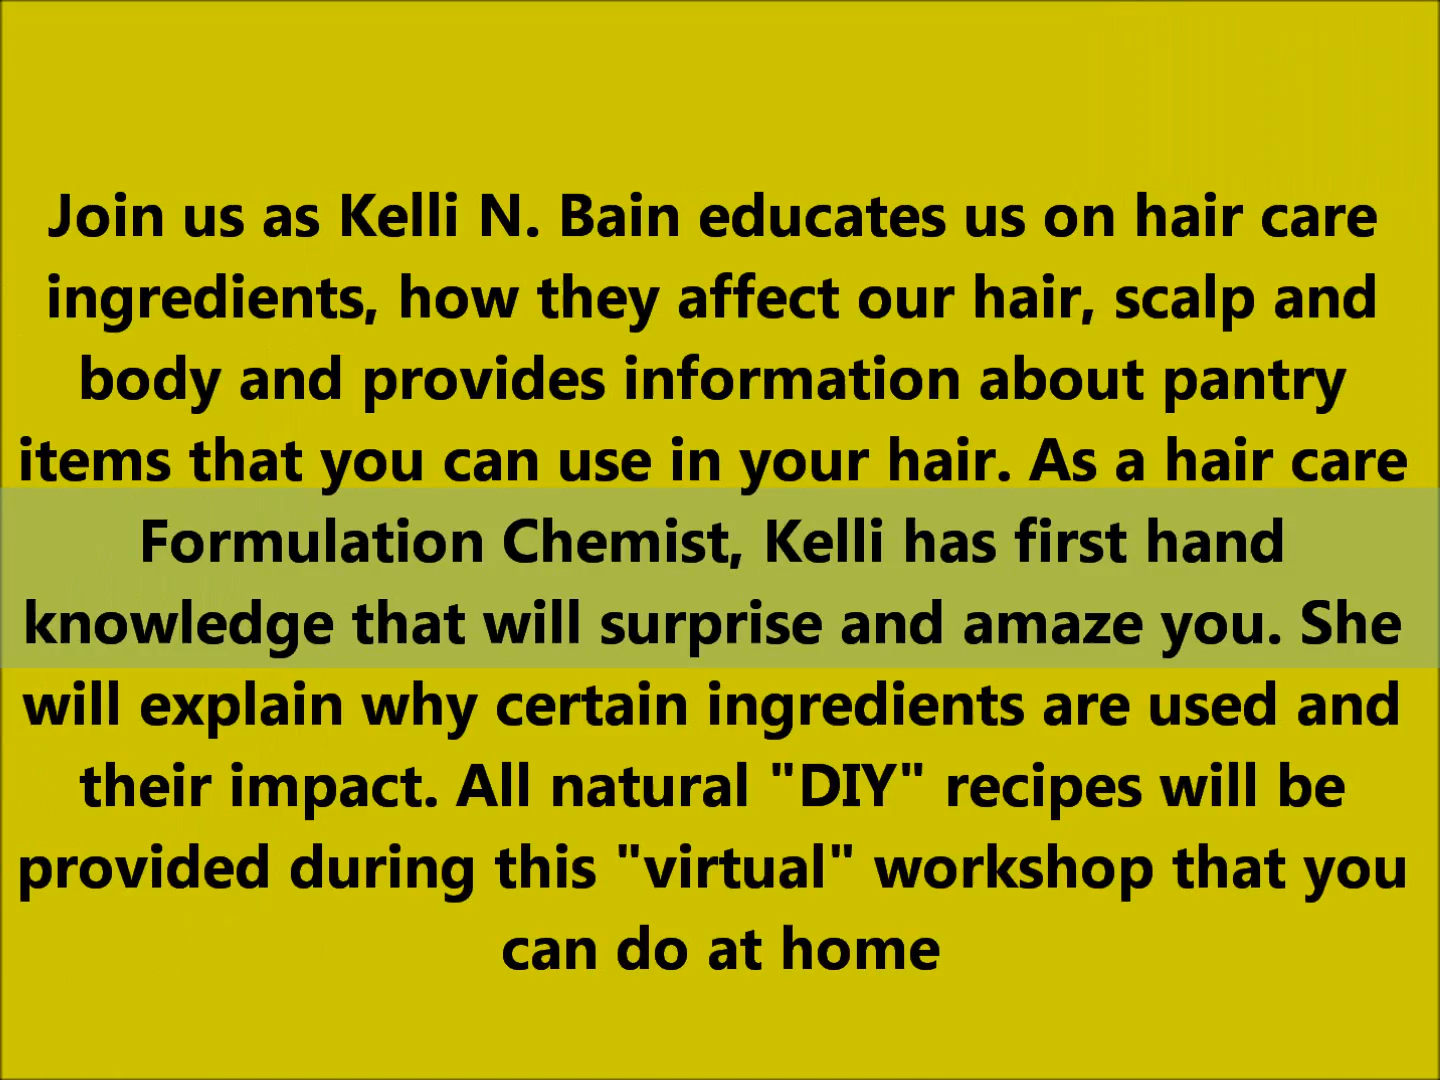 Join us as Kelli N. Bain educates us on hair care
ingredients, how they affect our hair, scalp and
body and provides information about pantry
items that you can use in your hair. As a hair care
Formulation Chemist, Kelli has first hand
knowledge that will surprise and amaze you. She
will explain why certain ingredients are used and
their impact. All natural "DIY" recipes will be
provided during this "virtual" workshop that you
can do at home